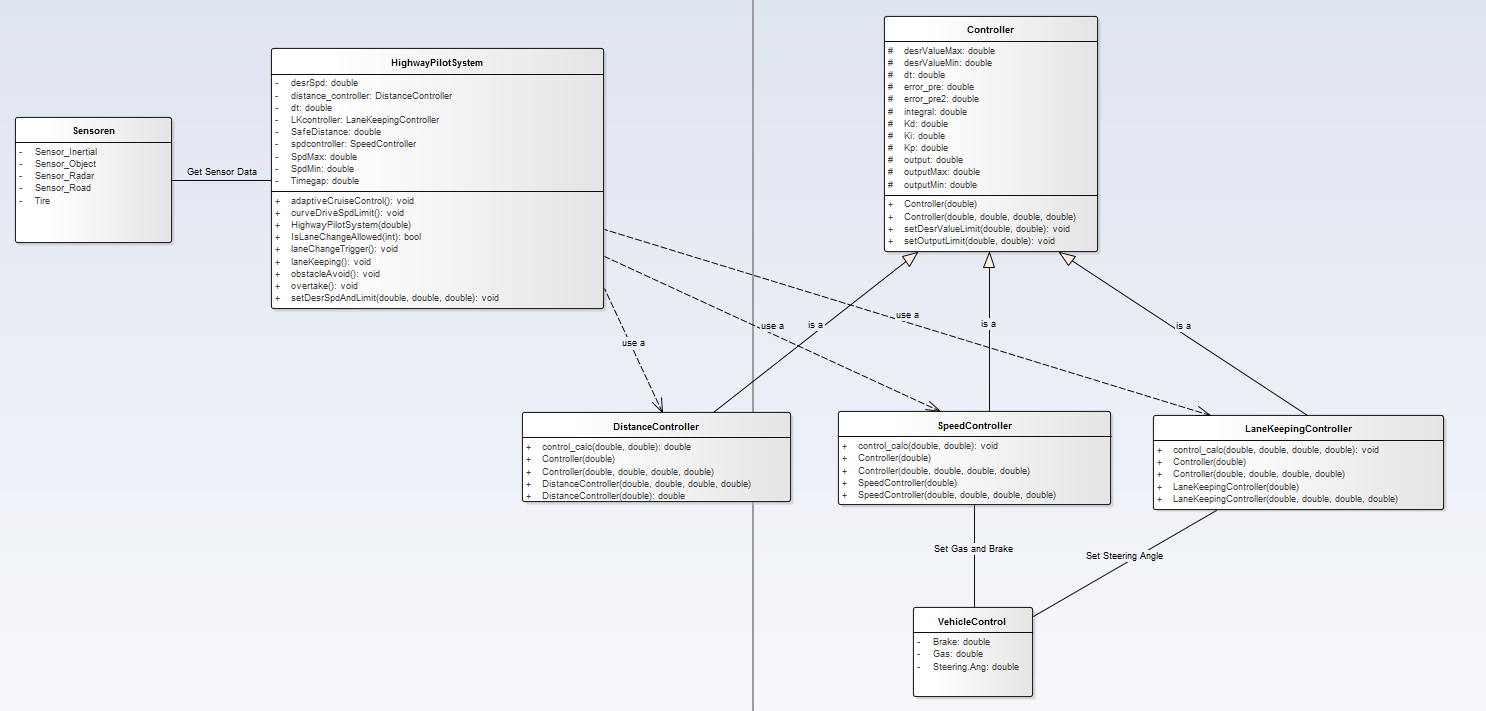 Sensoren
- Sensor_Inertial
- Sensor_Object
- Sensor_Radar
- Sensor_Road
- Tire
Get Sensor Data
HighwayPilotSystem
- desrSpd: double
- distance_controller: DistanceController
- dt: double
- LKcontroller: LaneKeepingController
- SafeDistance: double
- spdcontroller: SpeedController
- SpdMax: double
- SpdMin: double
- Timegap: double
+ adaptiveCruiseControl(): void
+ curveDriveSpdLimit(): void
+ HighwayPilotSystem(double)
+ IsLaneChangeAllowed(int): bool
+ laneChangeTrigger(): void
+ laneKeeping(): void
+ obstacleAvoid(): void
+ overtake(): void
+ setDesrSpdAndLimit(double, double, double): void
Controller
# desrValueMax: double
# desrValueMin: double
# dt: double
# error_pre: double
# error_pre2: double
# integral: double
# Kd: double
# Ki: double
# Kp: double
# output: double
# outputMax: double
# outputMin: double
+ Controller(double)
+ Controller(double, double, double, double)
+ setDesrValueLimit(double, double): void
+ setOutputLimit(double, double): void
use a
use a
is a
use a
is a
is a
DistanceController
+ control_calc(double, double): double
+ Controller(double)
+ Controller(double, double, double, double)
+ DistanceController(double, double, double, double)
+ DistanceController(double): double
SpeedController
+ control_calc(double, double): void
+ Controller(double)
+ Controller(double, double, double, double)
+ SpeedController(double)
+ SpeedController(double, double, double, double)
LaneKeepingController
+ control_calc(double, double, double, double): void
+ Controller(double)
+ Controller(double, double, double, double)
+ LaneKeepingController(double)
+ LaneKeepingController(double, double, double, double)
Set Gas and Brake
Set Steering Angle
VehicleControl
- Brake: double
- Gas: double
- Steering.Ang: double